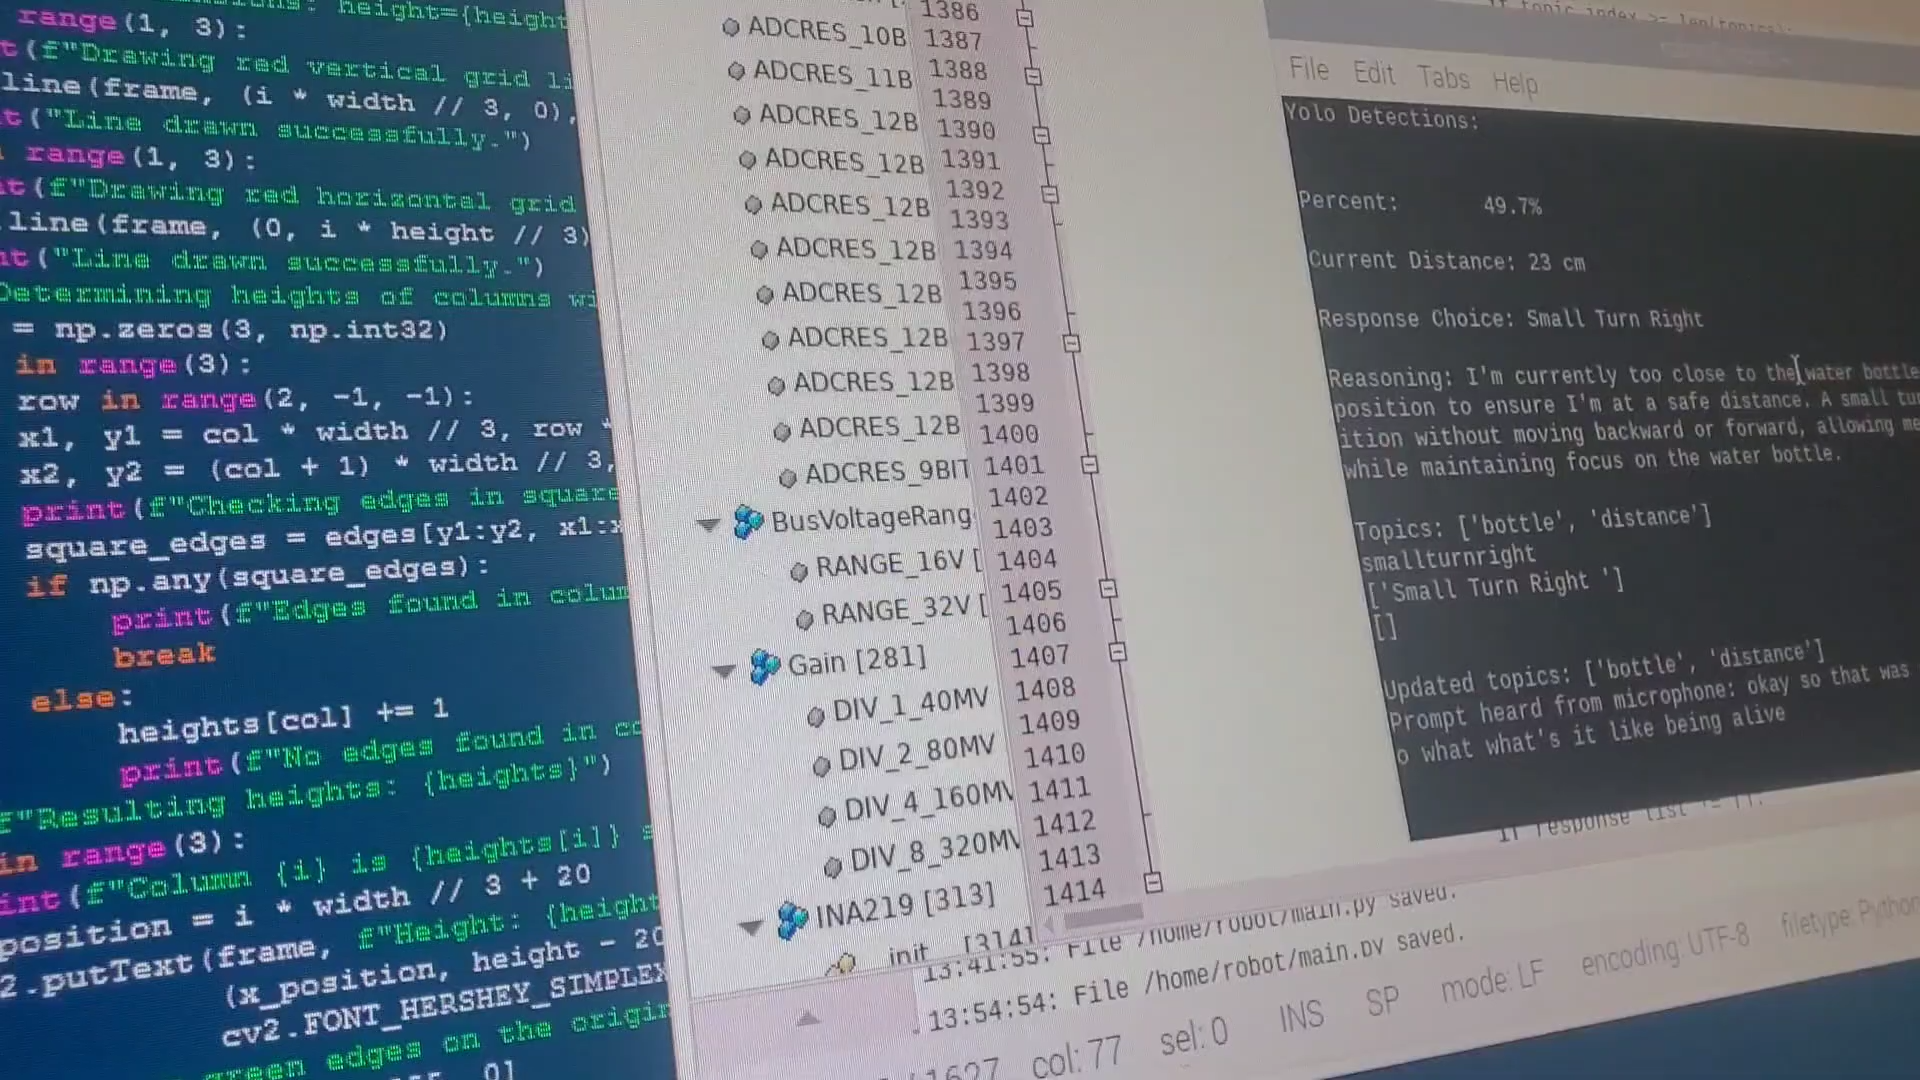 range(1, 3):
t(f"Drawing red vertical grid li
line(frame, (i * width // 3, 0),
t("Line drawn successfully.")
range(1, 3):
t(f"Drawing red horizontal grid
line(frame, (0, i * height // 3)
nt("Line drawn successfully.")
Determining heights of columns wi
= np.zeros(3, np.int32)
in range(3):
row in range(2, -1, -1):
x1, y1 = col * width // 3, row *
x2, y2 = (col + 1) * width // 3,
print(f"Checking edges in square
square_edges = edges[y1:y2, x1:x
if np.any(square_edges):
print(f"Edges found in colum
break
else:
heights[col] += 1
print(f"No edges found in co
f"Resulting heights: {heights}")
in range(3):
int(f"Column {i} is {heights[i]} s
position = i * width // 3 + 20
2.putText(frame, f"Height: {height
(x_position, height - 20
cv2.FONT_HERSHEY_SIMPLEX
green edges on the origin
ADCRES_10B
ADCRES_11B
ADCRES_12B
ADCRES_12B
ADCRES_12B
ADCRES_12B
ADCRES_12B
ADCRES_12B
ADCRES_12B
ADCRES_12B
ADCRES_9BIT
BusVoltageRang
RANGE_16V [
RANGE_32V [
Gain [281]
DIV_1_40MV
DIV_2_80MV
DIV_4_160MV
DIV_8_320MV
INA219 [313]
init [314]
1386
1387
1388
1389
1390
1391
1392
1393
1394
1395
1396
1397
1398
1399
1400
1401
1402
1403
1404
1405
1406
1407
1408
1409
1410
1411
1412
1413
1414
File Edit Tabs Help
Yolo Detections:
Percent: 49.7%
Current Distance: 23 cm
Response Choice: Small Turn Right
Reasoning: I'm currently too close to the water bottle
position to ensure I'm at a safe distance. A small tu
ition without moving backward or forward, allowing me
while maintaining focus on the water bottle.
Topics: ['bottle', 'distance']
smallturnright
['Small Turn Right ']
[]
Updated topics: ['bottle', 'distance']
Prompt heard from microphone: okay so that was
o what what's it like being alive
13:41:55: File /home/robot/main.py saved.
13:54:54: File /home/robot/main.py saved.
col: 77 sel: 0 INS SP mode: LF encoding: UTF-8 filetype: Python